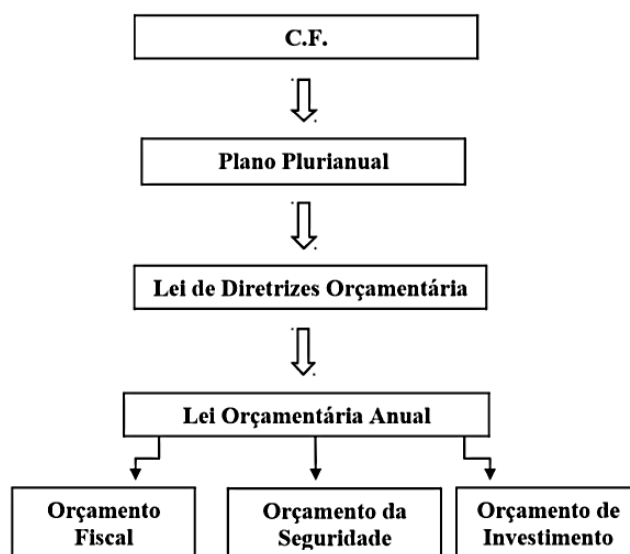 C.F.
Plano Plurianual
Lei de Diretrizes Orçamentária
Lei Orçamentária Anual
Orçamento
Fiscal
Orçamento da
Seguridade
Orçamento de
Investimento